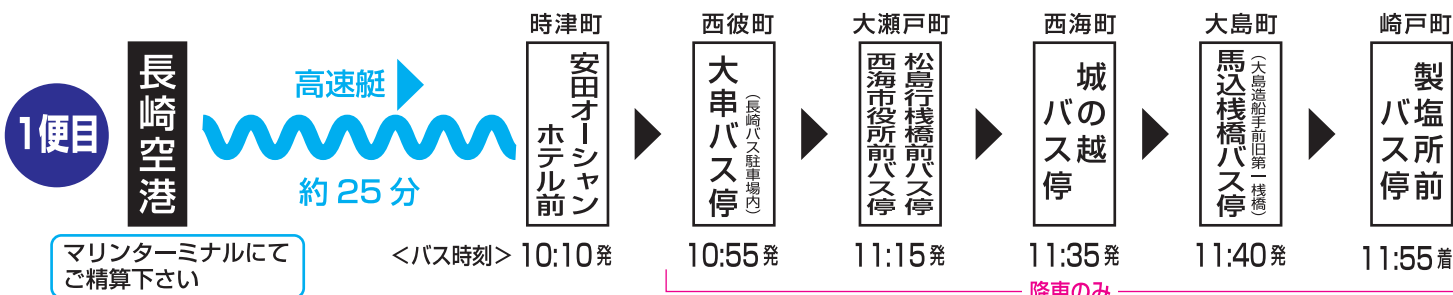 1便目
長崎空港
マリンターミナルにて
ご精算下さい
高速艇
約25分
<バス時刻>
時津町
安田オーシャン
ホテル前
10:10発
西彼町
大串バス停
(長崎バス駐車場内)
10:55発
大瀬戸町
松島行桟橋前バス停
西海市役所前バス停
11:15発
西海町
城の越
バス停
11:35発
大島町
(大島造船手前旧第一桟橋)
馬込桟橋バス停
11:40発
崎戸町
製塩所前
バス停
11:55着
降車のみ